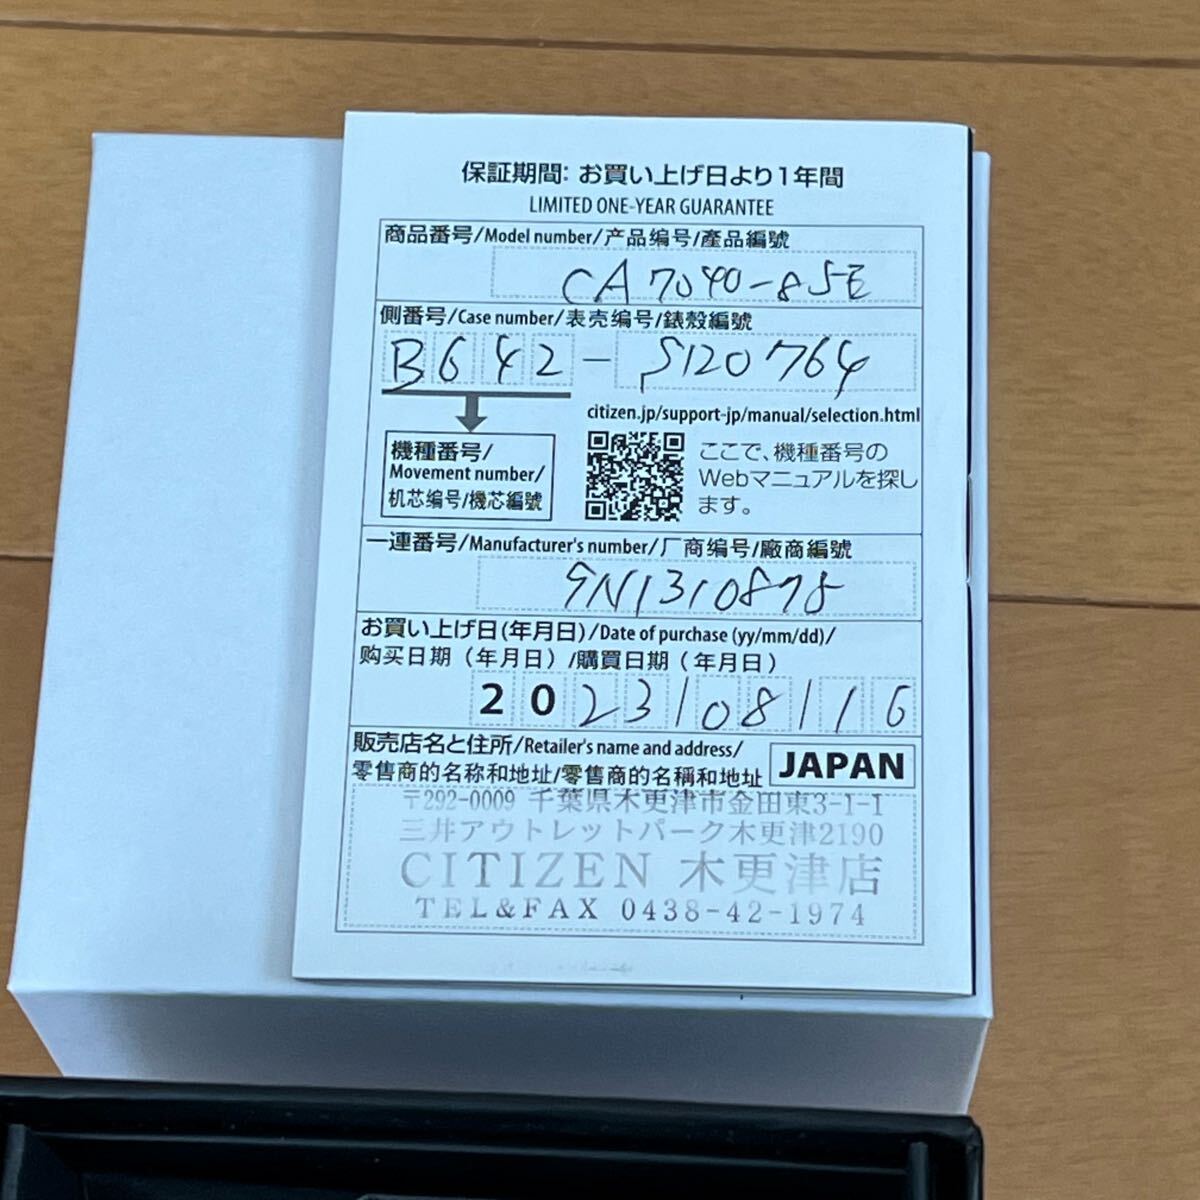 保証期間: お買い上げ日より1年間
LIMITED ONE-YEAR GUARANTEE
商品番号/Model number/产品编号/產品編號
CA7040-85E
側番号/Case number/表壳编号/錶殼編號
B642-S120764
citizen.jp/support-jp/manual/selection.html
機種番号/
Movement number/
机芯编号/機芯編號
ここで、機種番号の
Webマニュアルを探し
ます。
一連番号/Manufacturer's number/厂商编号/廠商編號
9N1310878
お買い上げ日(年月日)/Date of purchase (yy/mm/dd)/
购买日期（年月日）/購買日期（年月日）
2023/08/16
販売店名と住所/Retailer's name and address/
零售商的名称和地址/零售商的名稱和地址
JAPAN
〒292-0009 千葉県木更津市金田東3-1-1
三井アウトレットパーク木更津2190
CITIZEN 木更津店
TEL&FAX 0438-42-1974